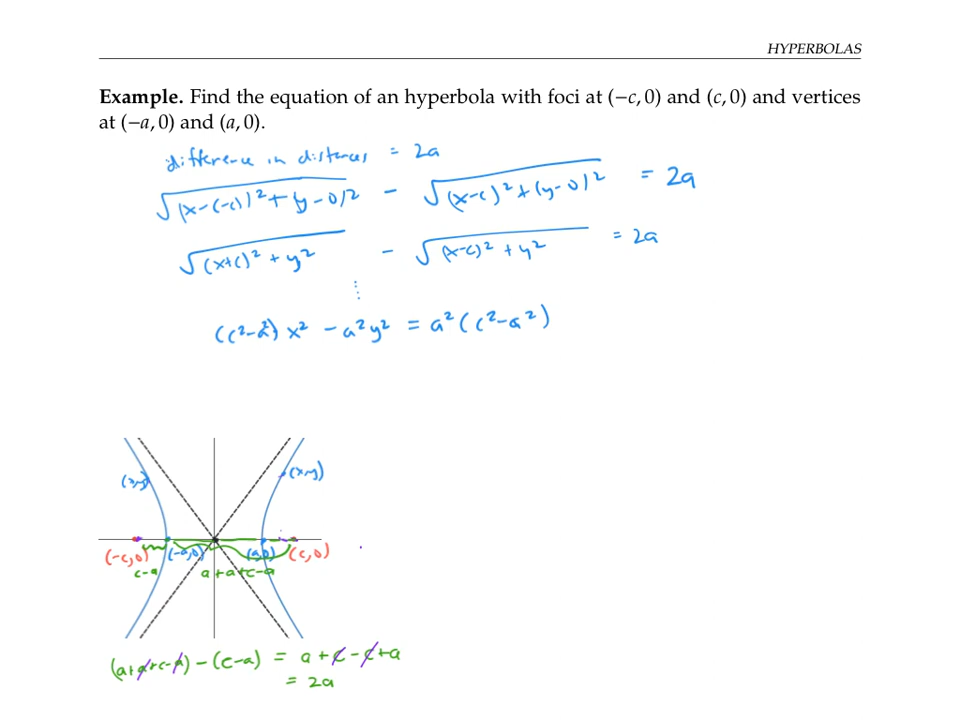 HYPERBOLAS
Example. Find the equation of an hyperbola with foci at (−c, 0) and (c, 0) and vertices
at (−a, 0) and (a, 0).
difference in distances = 2a
√(x-(-c))²+(y-0)² - √(x-c)²+(y-0)² = 2a
√(x+c)²+y² - √(x-c)²+y² = 2a
⋮
(c²-a²)x² - a²y² = a²(c²-a²)
(x,y) (x,y)
(-c,0) (-a,0) (a,0) (c,0)
c-a a+a+c-a
(a+a+c-a)-(c-a) = a+c-c+a
= 2a